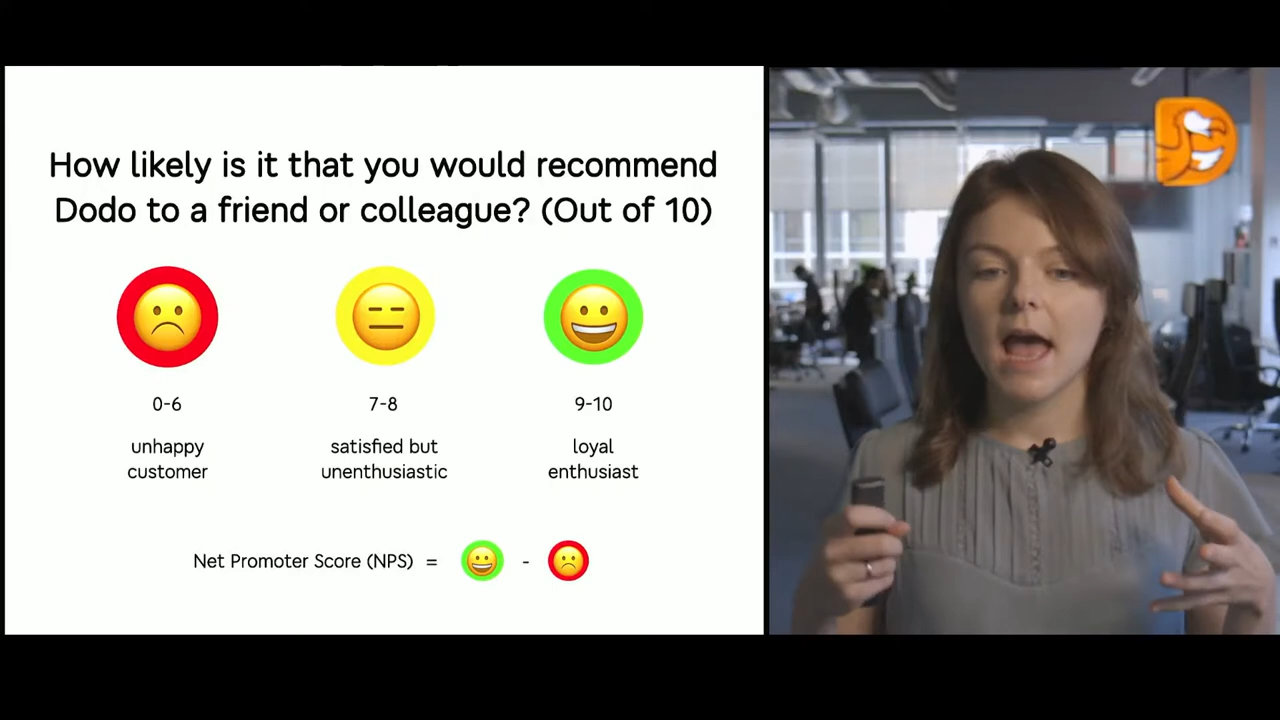 How likely is it that you would recommend
Dodo to a friend or colleague? (Out of 10)
0-6
unhappy
customer
7-8
satisfied but
unenthusiastic
9-10
loyal
enthusiast
Net Promoter Score (NPS) = -